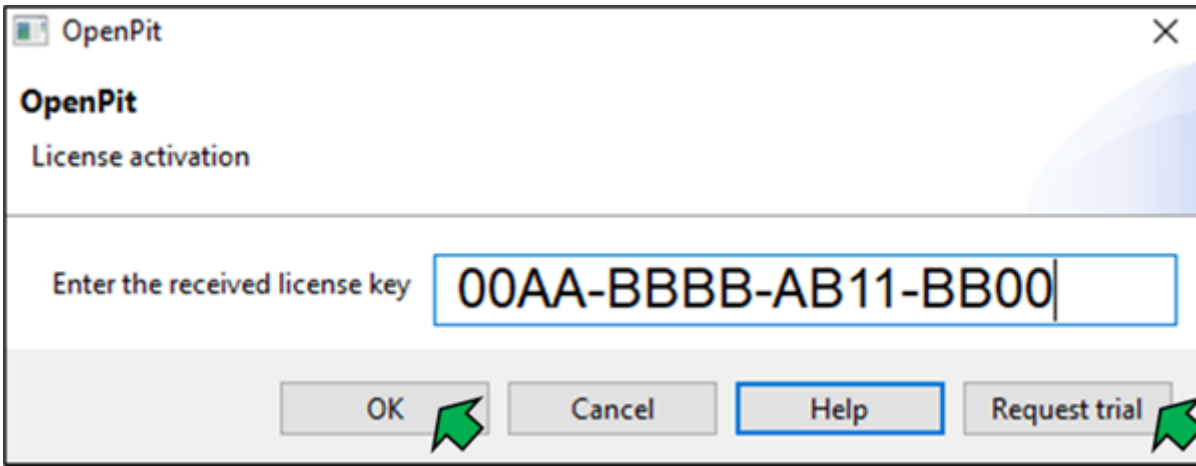 OpenPit
OpenPit
License activation
Enter the received license key 00AA-BBBB-AB11-BB00
OK Cancel Help Request trial